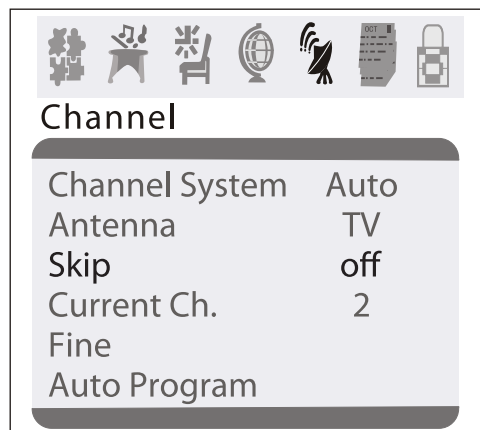 OCT
Channel
Channel System Auto
Antenna TV
Skip off
Current Ch. 2
Fine
Auto Program